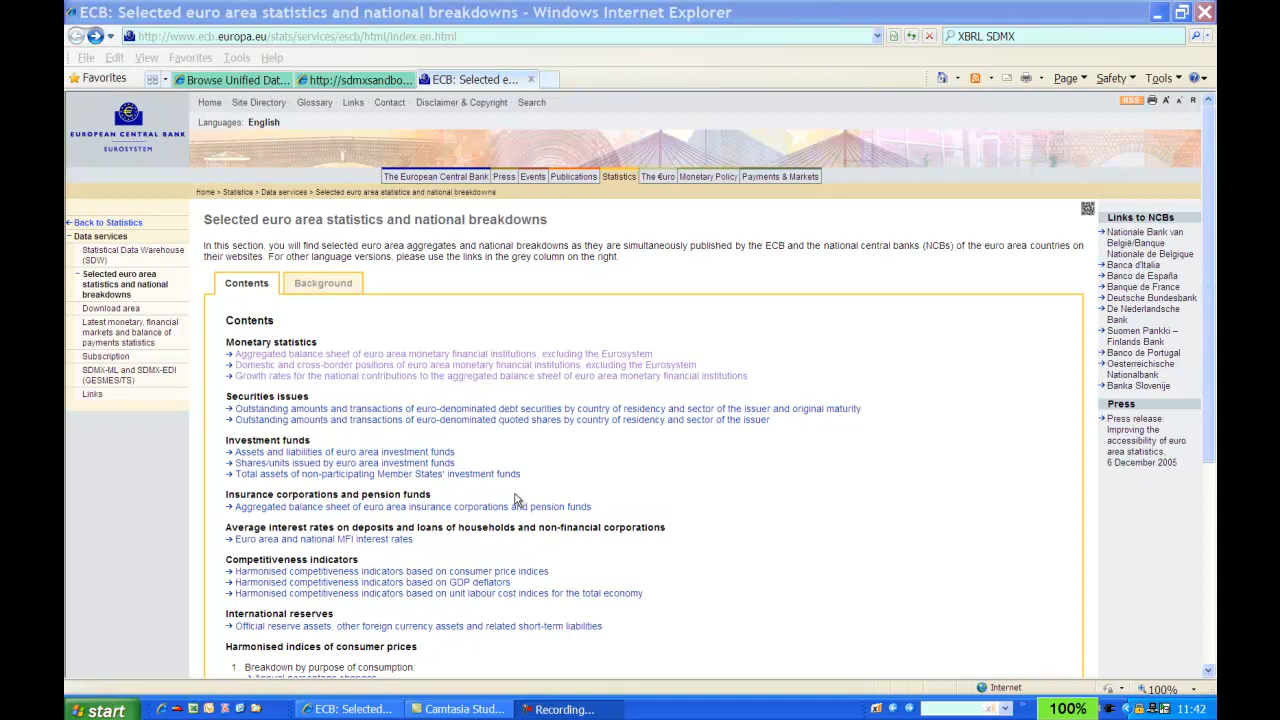 ECB: Selected euro area statistics and national breakdowns - Windows Internet Explorer
http://www.ecb.europa.eu/stats/services/escb/html/index.en.html
XBRL SDMX
File Edit View Favorites Tools Help
Favorites
Browse Unified Dat...
http://sdmxsandbo...
ECB: Selected e... x
Page Safety Tools
EUROPEAN CENTRAL BANK
EUROSYSTEM
Home Site Directory Glossary Links Contact Disclaimer & Copyright Search
RSS
Languages: English
The European Central Bank Press Events Publications Statistics The €uro Monetary Policy Payments & Markets
Home > Statistics > Data services > Selected euro area statistics and national breakdowns
Back to Statistics
Data services
Statistical Data Warehouse
(SDW)
Selected euro area
statistics and national
breakdowns
Download area
Latest monetary, financial
markets and balance of
payments statistics
Subscription
SDMX-ML and SDMX-EDI
(GESMES/TS)
Links
Selected euro area statistics and national breakdowns
In this section, you will find selected euro area aggregates and national breakdowns as they are simultaneously published by the ECB and the national central banks (NCBs) of the euro area countries on
their websites. For other language versions, please use the links in the grey column on the right.
Contents Background
Contents
Monetary statistics
Aggregated balance sheet of euro area monetary financial institutions, excluding the Eurosystem
Domestic and cross-border positions of euro area monetary financial institutions, excluding the Eurosystem
Growth rates for the national contributions to the aggregated balance sheet of euro area monetary financial institutions
Securities issues
Outstanding amounts and transactions of euro-denominated debt securities by country of residency and sector of the issuer and original maturity
Outstanding amounts and transactions of euro-denominated quoted shares by country of residency and sector of the issuer
Investment funds
Assets and liabilities of euro area investment funds
Shares/units issued by euro area investment funds
Total assets of non-participating Member States' investment funds
Insurance corporations and pension funds
Aggregated balance sheet of euro area insurance corporations and pension funds
Average interest rates on deposits and loans of households and non-financial corporations
Euro area and national MFI interest rates
Competitiveness indicators
Harmonised competitiveness indicators based on consumer price indices
Harmonised competitiveness indicators based on GDP deflators
Harmonised competitiveness indicators based on unit labour cost indices for the total economy
International reserves
Official reserve assets, other foreign currency assets and related short-term liabilities
Harmonised indices of consumer prices
1. Breakdown by purpose of consumption:
Annual percentage changes
Links to NCBs
Nationale Bank van
België/Banque
Nationale de Belgique
Banca d'Italia
Banco de España
Banque de France
Deutsche Bundesbank
De Nederlandsche
Bank
Suomen Pankki –
Finlands Bank
Banco de Portugal
Oesterreichische
Nationalbank
Banka Slovenije
Press
Press release:
Improving the
accessibility of euro
area statistics,
6 December 2005
Internet
100%
start
ECB: Selected...
Camtasia Stud...
Recording...
100%
11:42